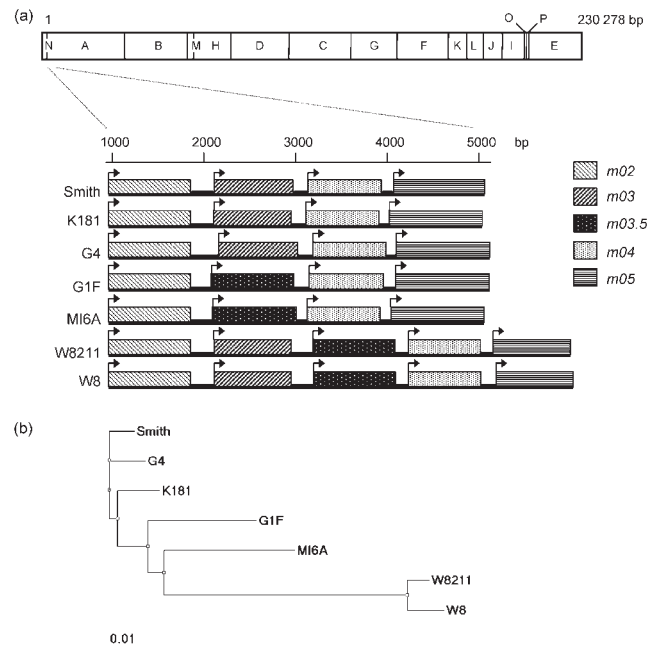 (a)
1 O P 230 278 bp
N A B M H D C G F K L J I E
1000 2000 3000 4000 5000 bp
Smith
K181
G4
G1F
MI6A
W8211
W8
m02
m03
m03.5
m04
m05
(b)
Smith
G4
K181
G1F
MI6A
W8211
W8
0.01